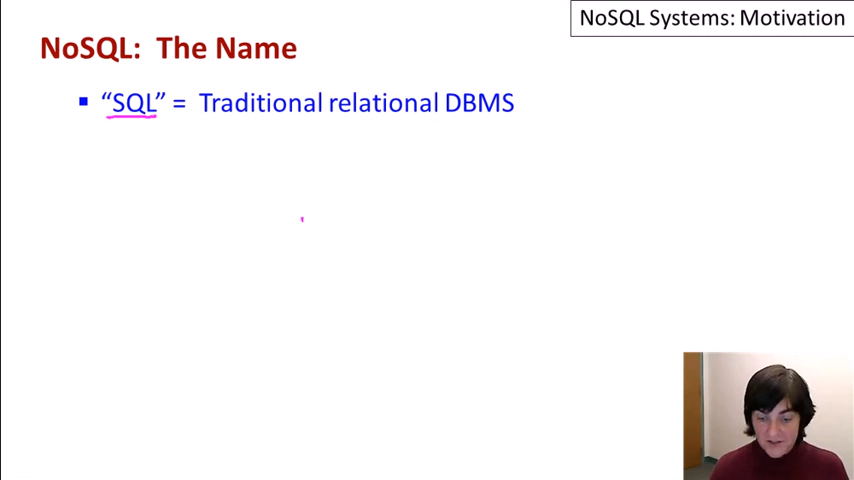 NoSQL Systems: Motivation
NoSQL: The Name
▪ “SQL” = Traditional relational DBMS